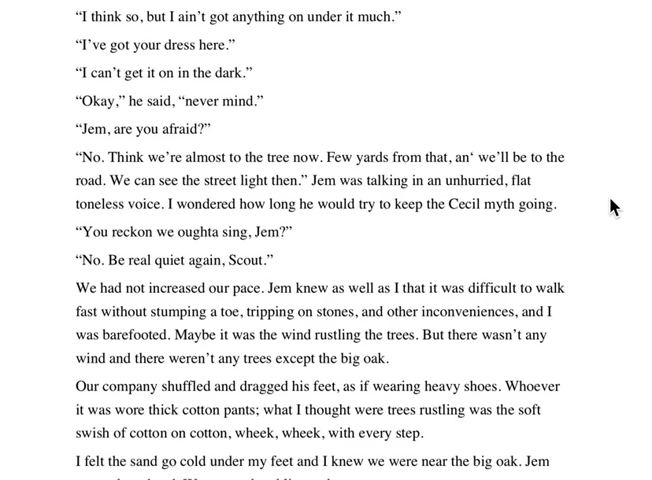 “I think so, but I ain’t got anything on under it much.”
“I’ve got your dress here.”
“I can’t get it on in the dark.”
“Okay,” he said, “never mind.”
“Jem, are you afraid?”
“No. Think we’re almost to the tree now. Few yards from that, an‘ we’ll be to the
road. We can see the street light then.” Jem was talking in an unhurried, flat
toneless voice. I wondered how long he would try to keep the Cecil myth going.
“You reckon we oughta sing, Jem?”
“No. Be real quiet again, Scout.”
We had not increased our pace. Jem knew as well as I that it was difficult to walk
fast without stumping a toe, tripping on stones, and other inconveniences, and I
was barefooted. Maybe it was the wind rustling the trees. But there wasn’t any
wind and there weren’t any trees except the big oak.
Our company shuffled and dragged his feet, as if wearing heavy shoes. Whoever
it was wore thick cotton pants; what I thought were trees rustling was the soft
swish of cotton on cotton, wheek, wheek, with every step.
I felt the sand go cold under my feet and I knew we were near the big oak. Jem